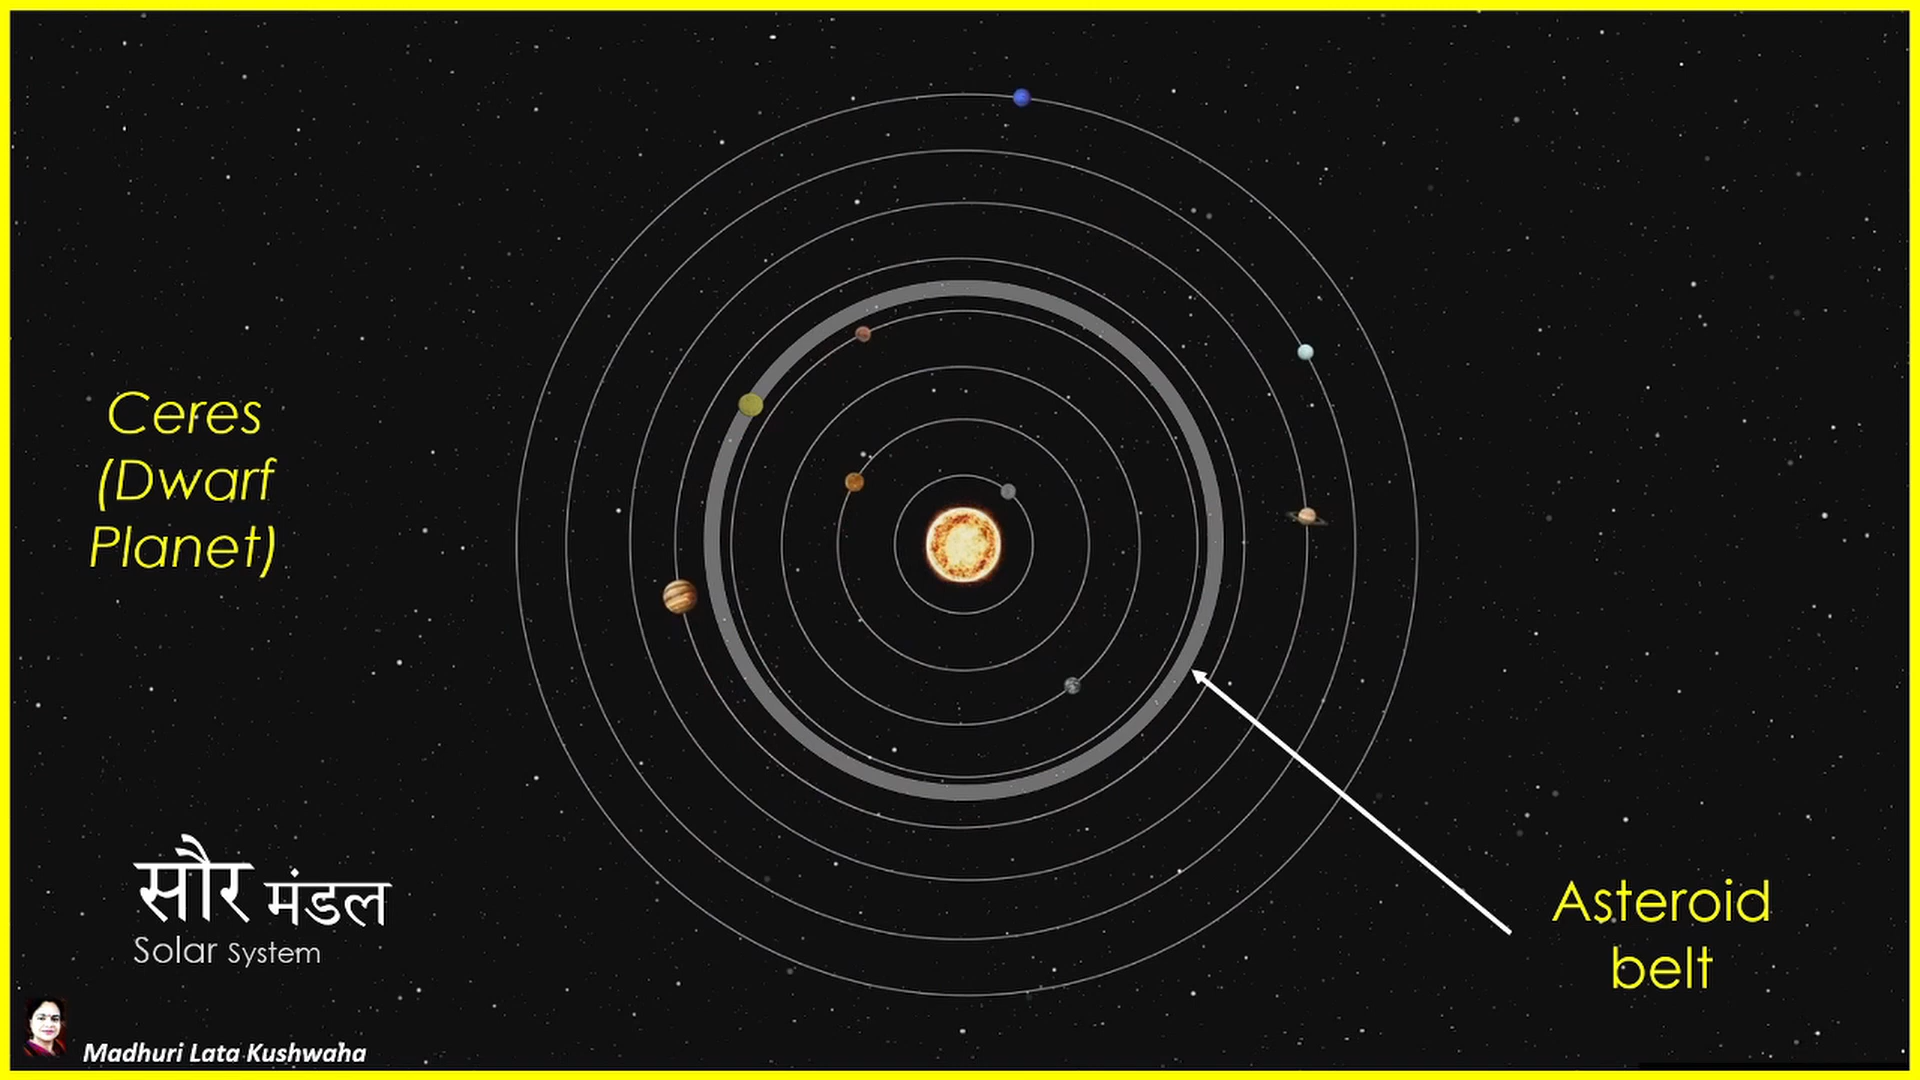 Ceres
(Dwarf
Planet)
सौर मंडल
Solar System
Asteroid
belt
Madhuri Lata Kushwaha